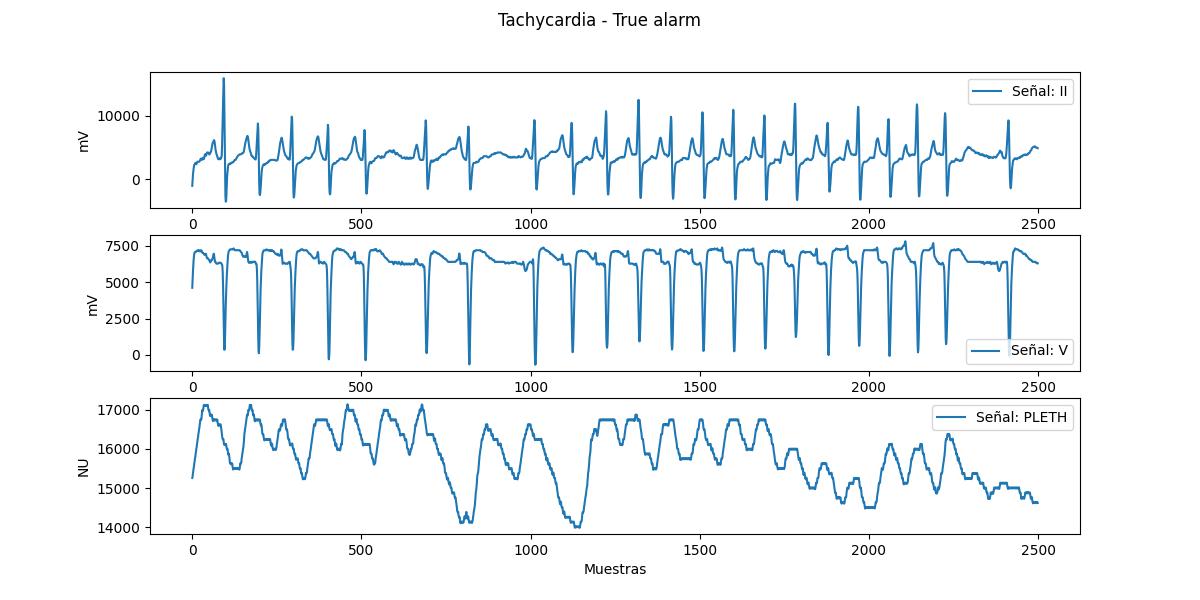 Tachycardia - True alarm
Señal: II
mV
10000
0
0 500 1000 1500 2000 2500
Señal: V
mV
7500
5000
2500
0
0 500 1000 1500 2000 2500
Señal: PLETH
NU
17000
16000
15000
14000
0 500 1000 1500 2000 2500
Muestras